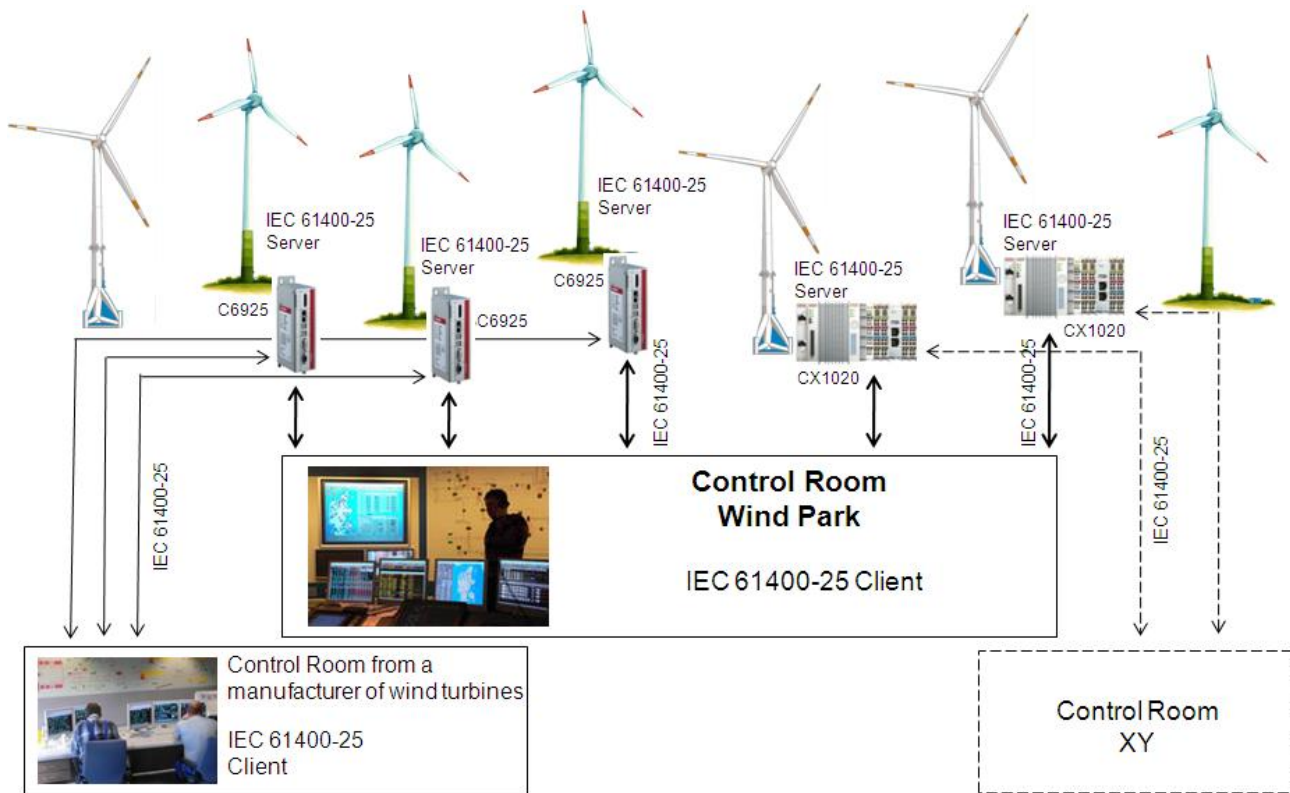 IEC 61400-25
Server
C6925
IEC 61400-25
Server
C6925
IEC 61400-25
Server
C6925
IEC 61400-25
IEC 61400-25
Server
CX1020
IEC 61400-25
Server
CX1020
IEC 61400-25
IEC 61400-25
IEC 61400-25
Control Room
Wind Park
IEC 61400-25 Client
Control Room from a
manufacturer of wind turbines
IEC 61400-25
Client
Control Room
XY